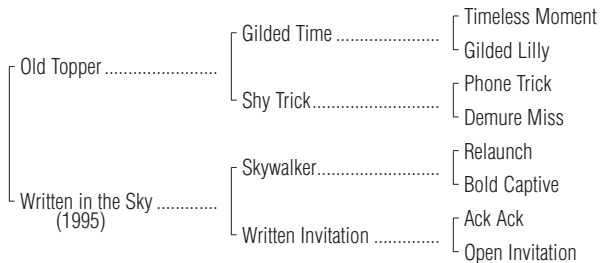 Timeless Moment
Gilded Time ....................
Gilded Lilly
Old Topper ......................
Phone Trick
Shy Trick.........................
Demure Miss
Relaunch
Skywalker........................
Bold Captive
Written in the Sky ............
(1995)
Ack Ack
Written Invitation .............
Open Invitation